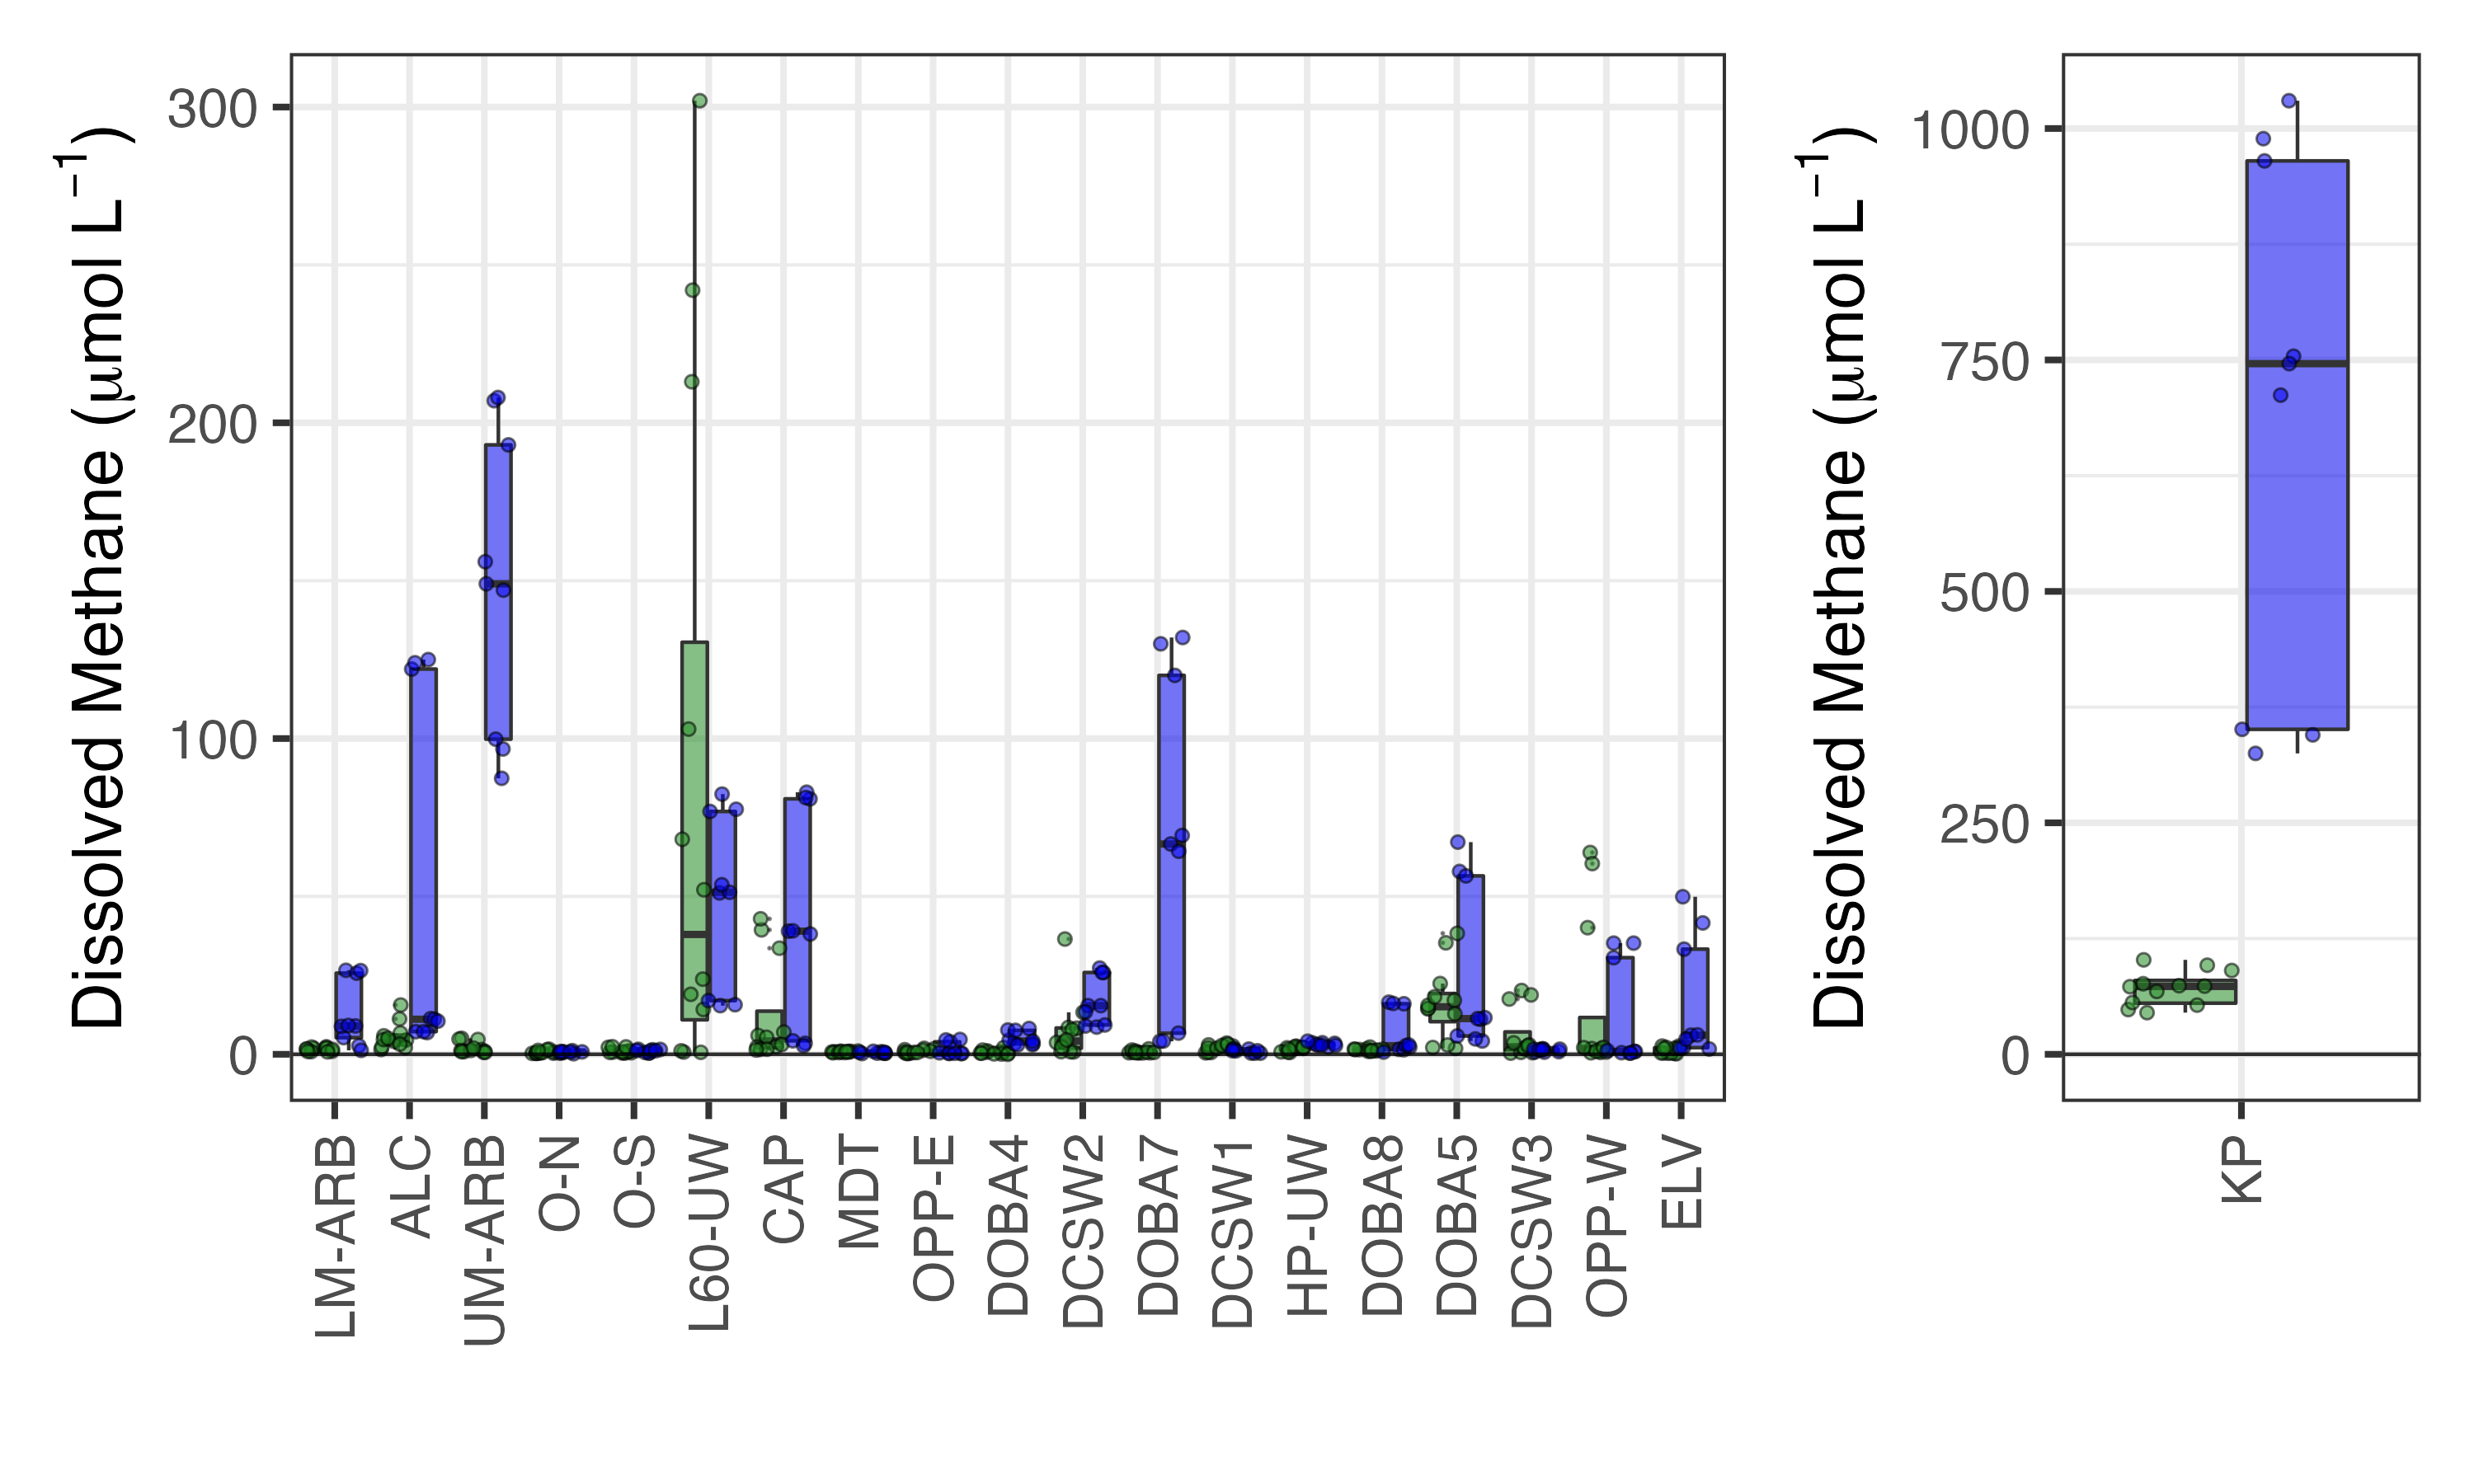 Dissolved Methane (μmol L⁻¹)
300
200
100
0
LM-ARB
ALC
UM-ARB
O-N
O-S
L60-UW
CAP
MDT
OPP-E
DOBA4
DCSW2
DOBA7
DCSW1
HP-UW
DOBA8
DOBA5
DCSW3
OPP-W
ELV
Dissolved Methane (μmol L⁻¹)
1000
750
500
250
0
KP